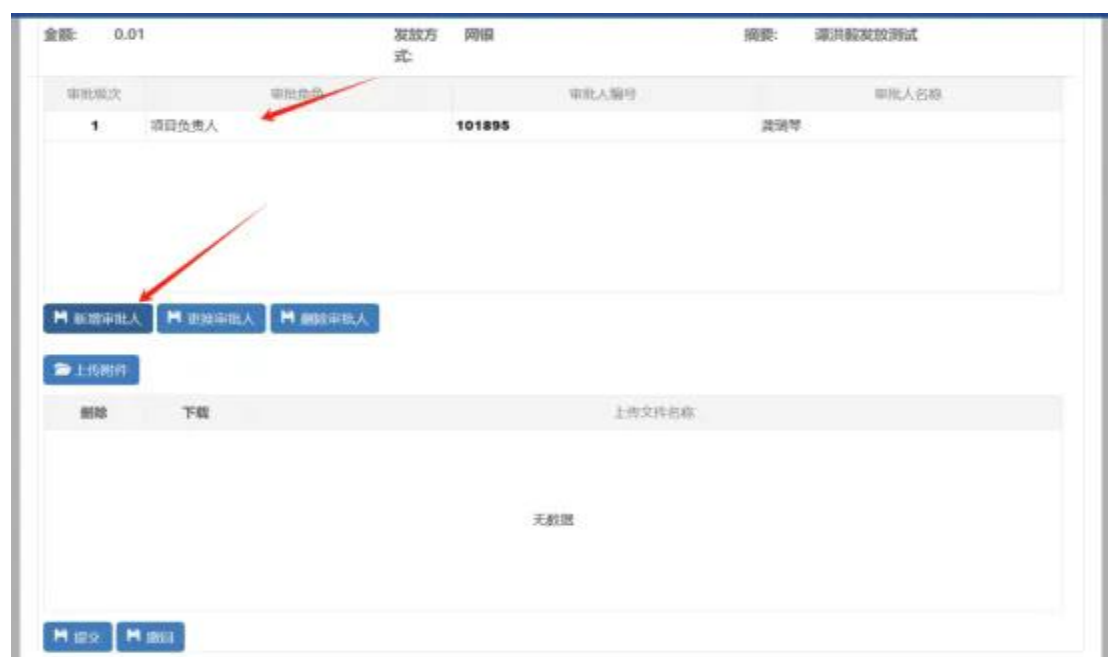 金额: 0.01 发放方式: 网银 摘要: 谭洪毅发放测试
审批级次 审批角色 审批人编号 审批人名称
1 项目负责人 101895 龚琦琴
新增审批人 更换审批人 删除审批人
上传附件
删除 下载 上传文件名称
无数据
提交 撤回